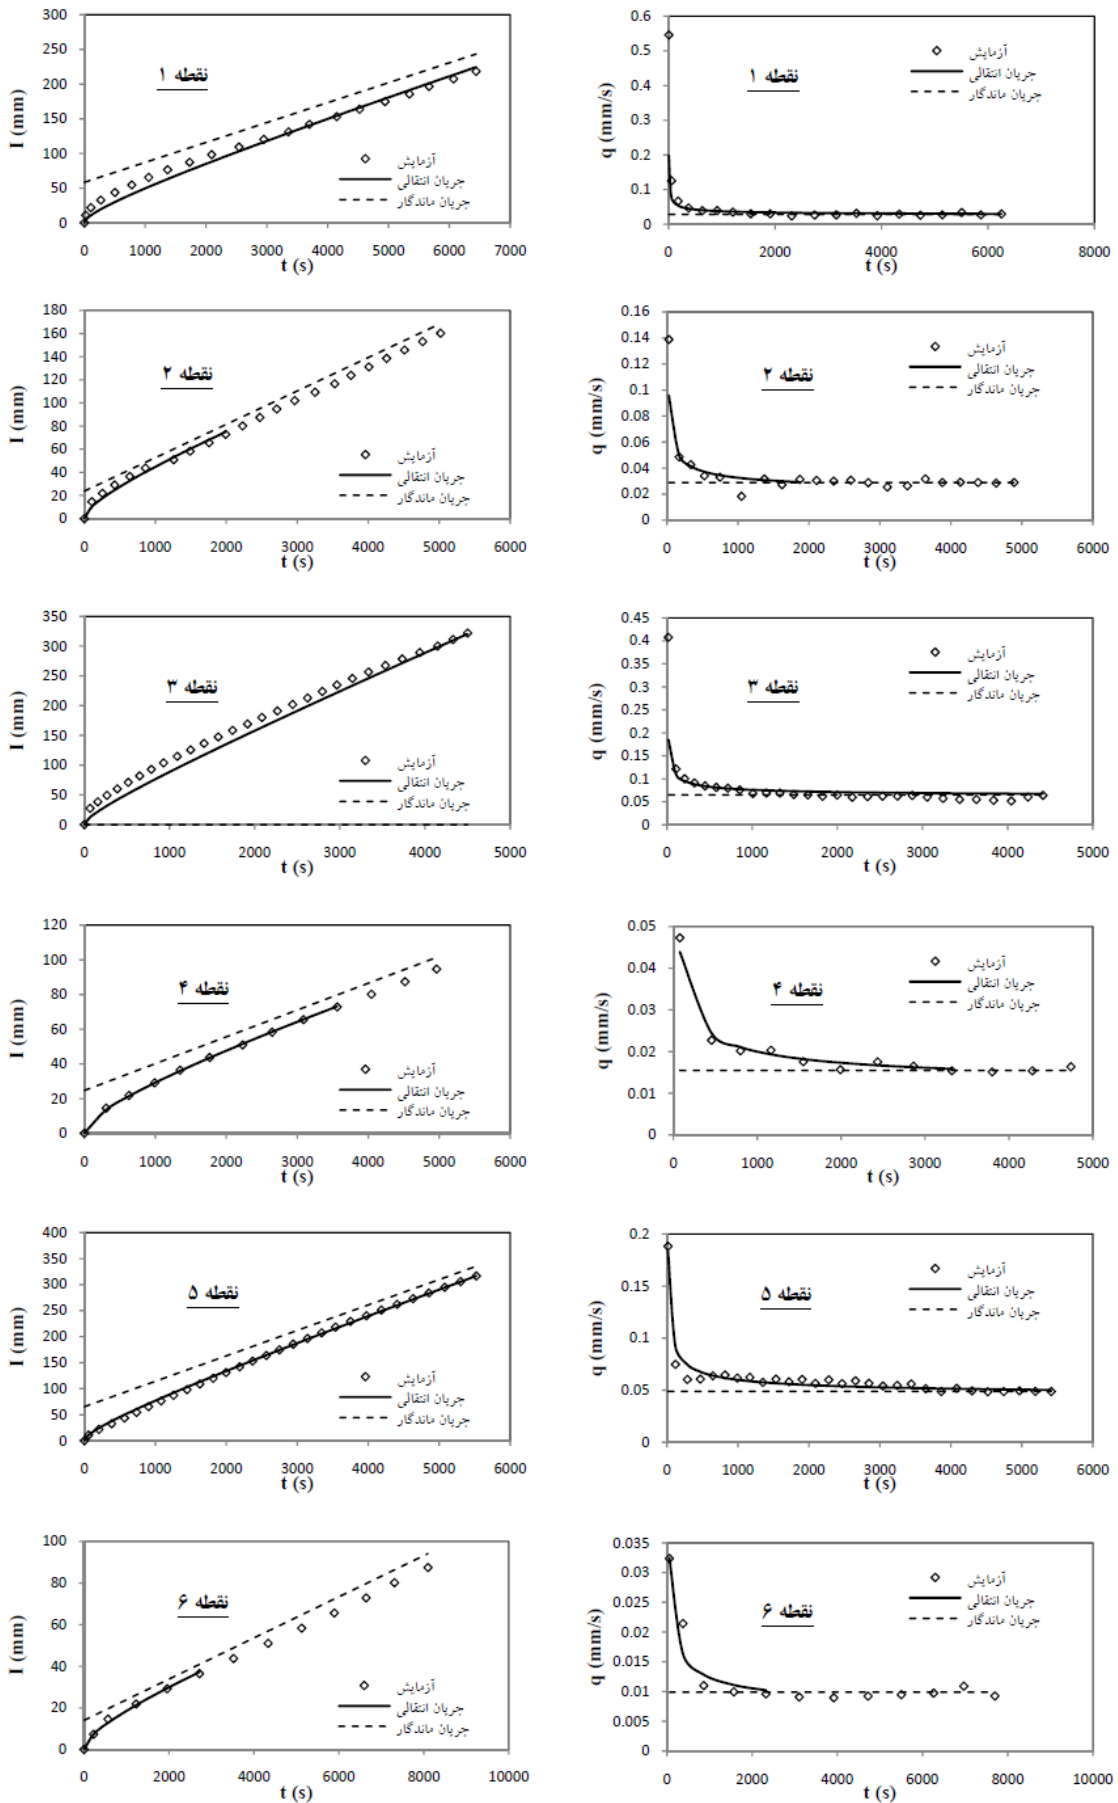 300
250
200
150
100
50
0
I (mm)
نقطه ۱
آزمایش
جریان انتقالی
جریان ماندگار
0 1000 2000 3000 4000 5000 6000 7000
t (s)
0.6
0.5
0.4
0.3
0.2
0.1
0
q (mm/s)
نقطه ۱
آزمایش
جریان انتقالی
جریان ماندگار
0 2000 4000 6000 8000
t (s)
180
160
140
120
100
80
60
40
20
0
I (mm)
نقطه ۲
آزمایش
جریان انتقالی
جریان ماندگار
0 1000 2000 3000 4000 5000 6000
t (s)
0.16
0.14
0.12
0.1
0.08
0.06
0.04
0.02
0
q (mm/s)
نقطه ۲
آزمایش
جریان انتقالی
جریان ماندگار
0 1000 2000 3000 4000 5000 6000
t (s)
350
300
250
200
150
100
50
0
I (mm)
نقطه ۳
آزمایش
جریان انتقالی
جریان ماندگار
0 1000 2000 3000 4000 5000
t (s)
0.45
0.4
0.35
0.3
0.25
0.2
0.15
0.1
0.05
0
q (mm/s)
نقطه ۳
آزمایش
جریان انتقالی
جریان ماندگار
0 1000 2000 3000 4000 5000
t (s)
120
100
80
60
40
20
0
I (mm)
نقطه ۴
آزمایش
جریان انتقالی
جریان ماندگار
0 1000 2000 3000 4000 5000 6000
t (s)
0.05
0.04
0.03
0.02
0.01
0
q (mm/s)
نقطه ۴
آزمایش
جریان انتقالی
جریان ماندگار
0 1000 2000 3000 4000 5000
t (s)
400
350
300
250
200
150
100
50
0
I (mm)
نقطه ۵
آزمایش
جریان انتقالی
جریان ماندگار
0 1000 2000 3000 4000 5000 6000
t (s)
0.2
0.15
0.1
0.05
0
q (mm/s)
نقطه ۵
آزمایش
جریان انتقالی
جریان ماندگار
0 1000 2000 3000 4000 5000 6000
t (s)
100
80
60
40
20
0
I (mm)
نقطه ۶
آزمایش
جریان انتقالی
جریان ماندگار
0 2000 4000 6000 8000 10000
t (s)
0.035
0.03
0.025
0.02
0.015
0.01
0.005
0
q (mm/s)
نقطه ۶
آزمایش
جریان انتقالی
جریان ماندگار
0 2000 4000 6000 8000 10000
t (s)